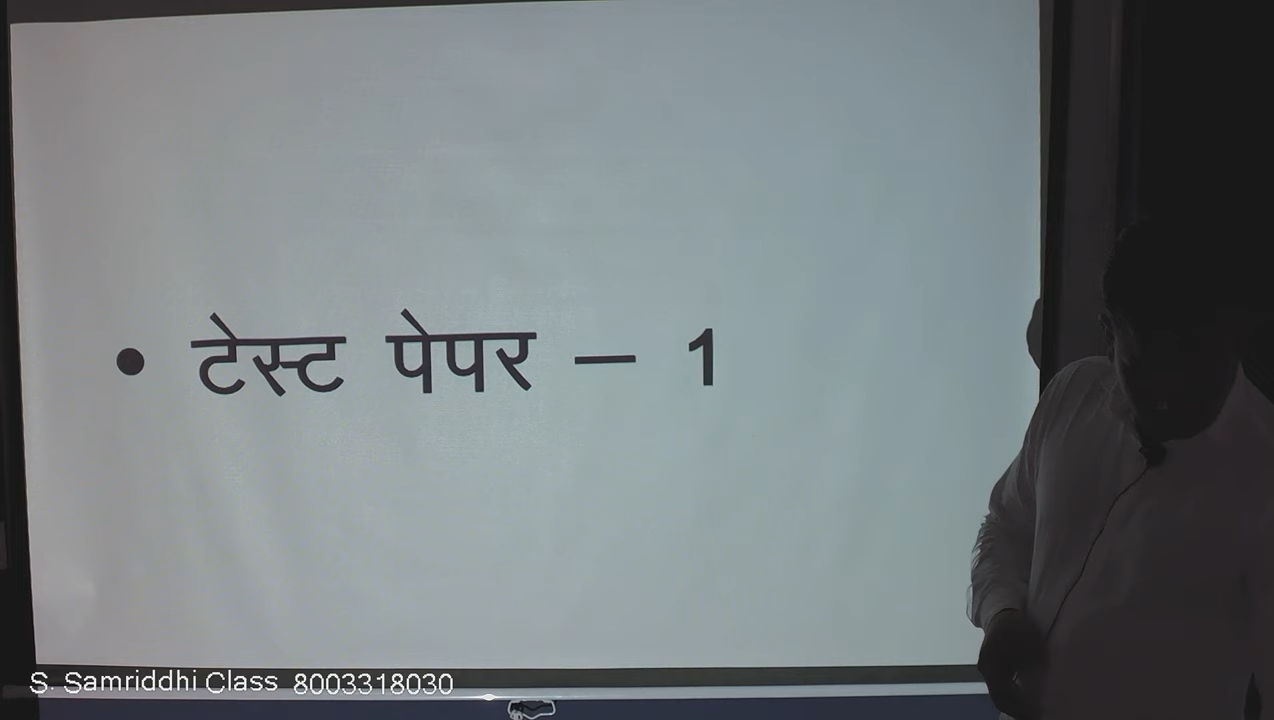 • टेस्ट पेपर – 1
S. Samriddhi Class 8003318030